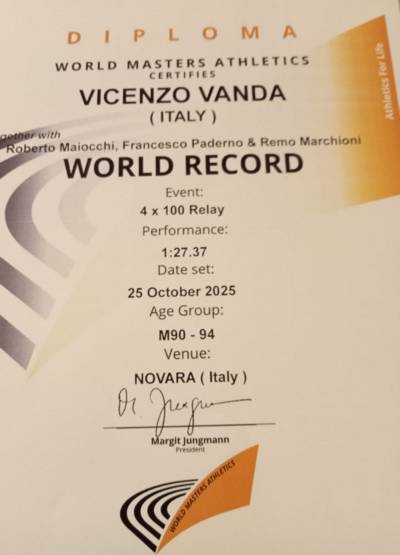 DIPLOMA
WORLD MASTERS ATHLETICS
CERTIFIES
VICENZO VANDA
( ITALY )
ogether with
Roberto Maiocchi, Francesco Paderno & Remo Marchioni
WORLD RECORD
Event:
4 x 100 Relay
Performance:
1:27.37
Date set:
25 October 2025
Age Group:
M90 - 94
Venue:
NOVARA ( Italy )
Margit Jungmann
President
WORLD MASTERS ATHLETICS
Athletics For Life